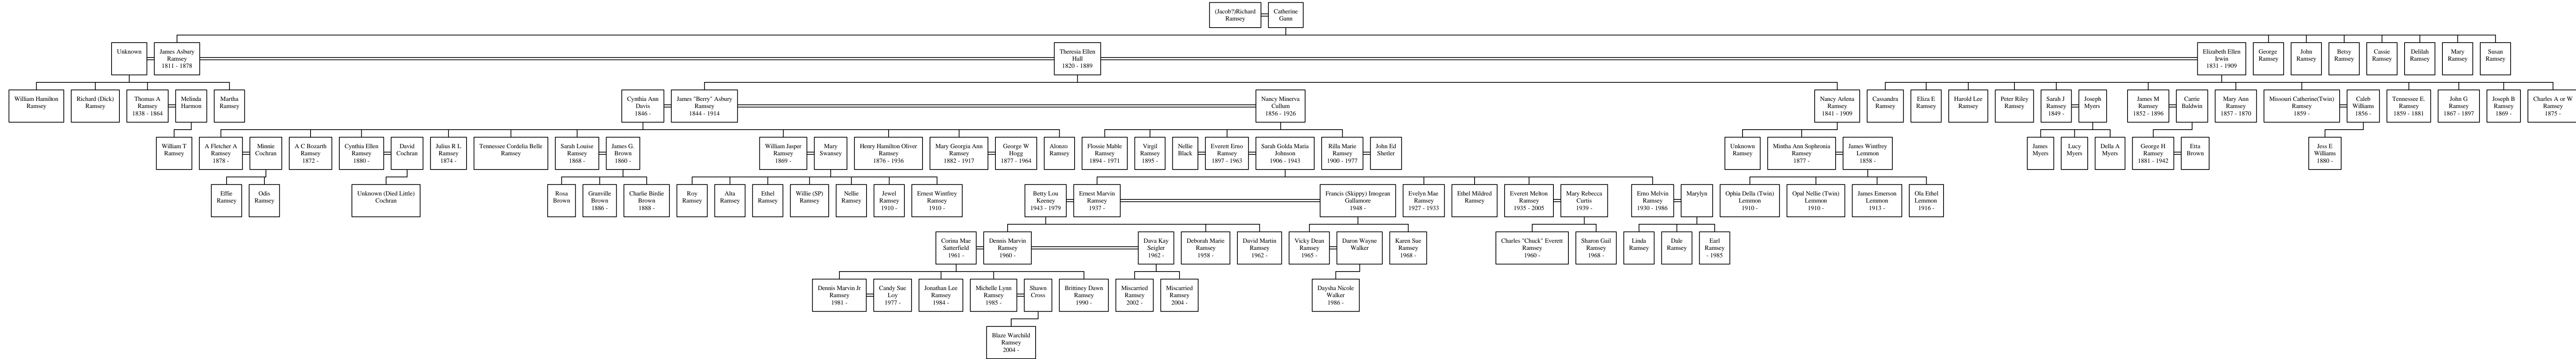 (Jacob?)Richard
Ramsey
Catherine
Gann
Unknown
James Asbury
Ramsey
1811 - 1878
Theresia Ellen
Hall
1820 - 1889
Elizabeth Ellen
Irwin
1831 - 1909
George
Ramsey
John
Ramsey
Betsy
Ramsey
Cassie
Ramsey
Delilah
Ramsey
Mary
Ramsey
Susan
Ramsey
William Hamilton
Ramsey
Richard (Dick)
Ramsey
Thomas A
Ramsey
1838 - 1864
Melinda
Harmon
Martha
Ramsey
Cynthia Ann
Davis
1846 -
James "Berry" Asbury
Ramsey
1844 - 1914
Nancy Minerva
Cullum
1856 - 1926
Nancy Arlena
Ramsey
1841 - 1909
Cassandra
Ramsey
Eliza E
Ramsey
Harold Lee
Ramsey
Peter Riley
Ramsey
Sarah J
Ramsey
1849 -
Joseph
Myers
James M
Ramsey
1852 - 1896
Carrie
Baldwin
Mary Ann
Ramsey
1857 - 1870
Missouri Catherine(Twin)
Ramsey
1859 -
Caleb
Williams
1856 -
Tennessee E.
Ramsey
1859 - 1881
John G
Ramsey
1867 - 1897
Joseph B
Ramsey
1869 -
Charles A or W
Ramsey
1875 -
William T
Ramsey
A Fletcher A
Ramsey
1878 -
Minnie
Cochran
A C Bozarth
Ramsey
1872 -
Cynthia Ellen
Ramsey
1880 -
David
Cochran
Julius R L
Ramsey
1874 -
Tennessee Cordelia Belle
Ramsey
Sarah Louise
Ramsey
1868 -
James G.
Brown
1860 -
William Jasper
Ramsey
1869 -
Mary
Swansey
Henry Hamilton Oliver
Ramsey
1876 - 1936
Mary Georgia Ann
Ramsey
1882 - 1917
George W
Hogg
1877 - 1964
Alonzo
Ramsey
Flossie Mable
Ramsey
1894 - 1971
Virgil
Ramsey
1895 -
Nellie
Black
Everett Erno
Ramsey
1897 - 1963
Sarah Golda Maria
Johnson
1906 - 1943
Rilla Marie
Ramsey
1900 - 1977
John Ed
Shetler
Unknown
Ramsey
Mintha Ann Sophronia
Ramsey
1877 -
James Wintfrey
Lemmon
1858 -
James
Myers
Lucy
Myers
Della A
Myers
George H
Ramsey
1881 - 1942
Etta
Brown
Jess E
Williams
1880 -
Effie
Ramsey
Odis
Ramsey
Unknown (Died Little)
Cochran
Rosa
Brown
Granville
Brown
1886 -
Charlie Birdie
Brown
1888 -
Roy
Ramsey
Alta
Ramsey
Ethel
Ramsey
Willie (SP)
Ramsey
Nellie
Ramsey
Jewel
Ramsey
1910 -
Ernest Wintfrey
Ramsey
1910 -
Betty Lou
Keeney
1943 - 1979
Ernest Marvin
Ramsey
1937 -
Francis (Skippy) Imogean
Gallamore
1948 -
Evelyn Mae
Ramsey
1927 - 1933
Ethel Mildred
Ramsey
Everett Melton
Ramsey
1935 - 2005
Mary Rebecca
Curtis
1939 -
Erno Melvin
Ramsey
1930 - 1986
Marylyn
Ophia Della (Twin)
Lemmon
1910 -
Opal Nellie (Twin)
Lemmon
1910 -
James Emerson
Lemmon
1913 -
Ola Ethel
Lemmon
1916 -
Corina Mae
Satterfield
1961 -
Dennis Marvin
Ramsey
1960 -
Dava Kay
Seigler
1962 -
Deborah Marie
Ramsey
1958 -
David Martin
Ramsey
1962 -
Vicky Dean
Ramsey
1965 -
Daron Wayne
Walker
Karen Sue
Ramsey
1968 -
Charles "Chuck" Everett
Ramsey
1960 -
Sharon Gail
Ramsey
1968 -
Linda
Ramsey
Dale
Ramsey
Earl
Ramsey
- 1985
Dennis Marvin Jr
Ramsey
1981 -
Candy Sue
Loy
1977 -
Jonathan Lee
Ramsey
1984 -
Michelle Lynn
Ramsey
1985 -
Shawn
Cross
Brittiney Dawn
Ramsey
1990 -
Miscarried
Ramsey
2002 -
Miscarried
Ramsey
2004 -
Daysha Nicole
Walker
1986 -
Blaze Warchild
Ramsey
2004 -